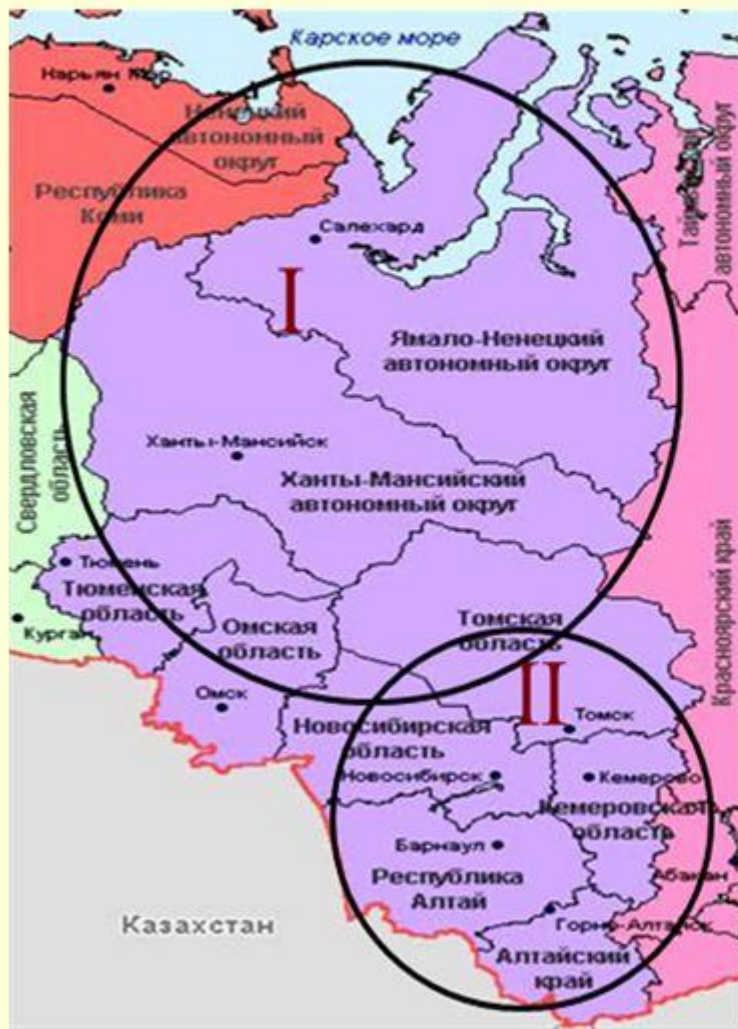 Карское море
Нарьян Мар
Ненецкий
автономный
округ
Республика
Коми
Таймырский
автономный округ
Салехард
I
Ямало-Ненецкий
автономный округ
Свердловская
область
Ханты-Мансийск
Ханты-Мансийский
автономный округ
Красноярский край
Тюмень
Тюменская
область
Курган
Омская
область
Томская
область
II
Омск
Томск
Новосибирская
область
Новосибирск
Кемерово
Кемеровская
область
Барнаул
Абакан
Республика
Алтай
Казахстан
Горно-Алтайск
Алтайский
край